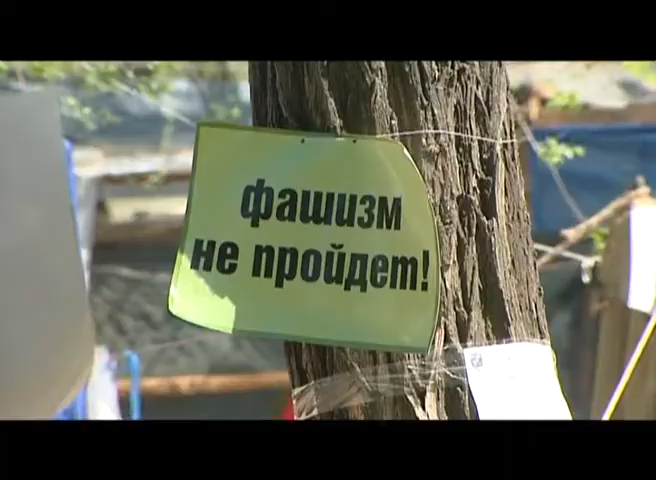 фашизм
не пройдет!